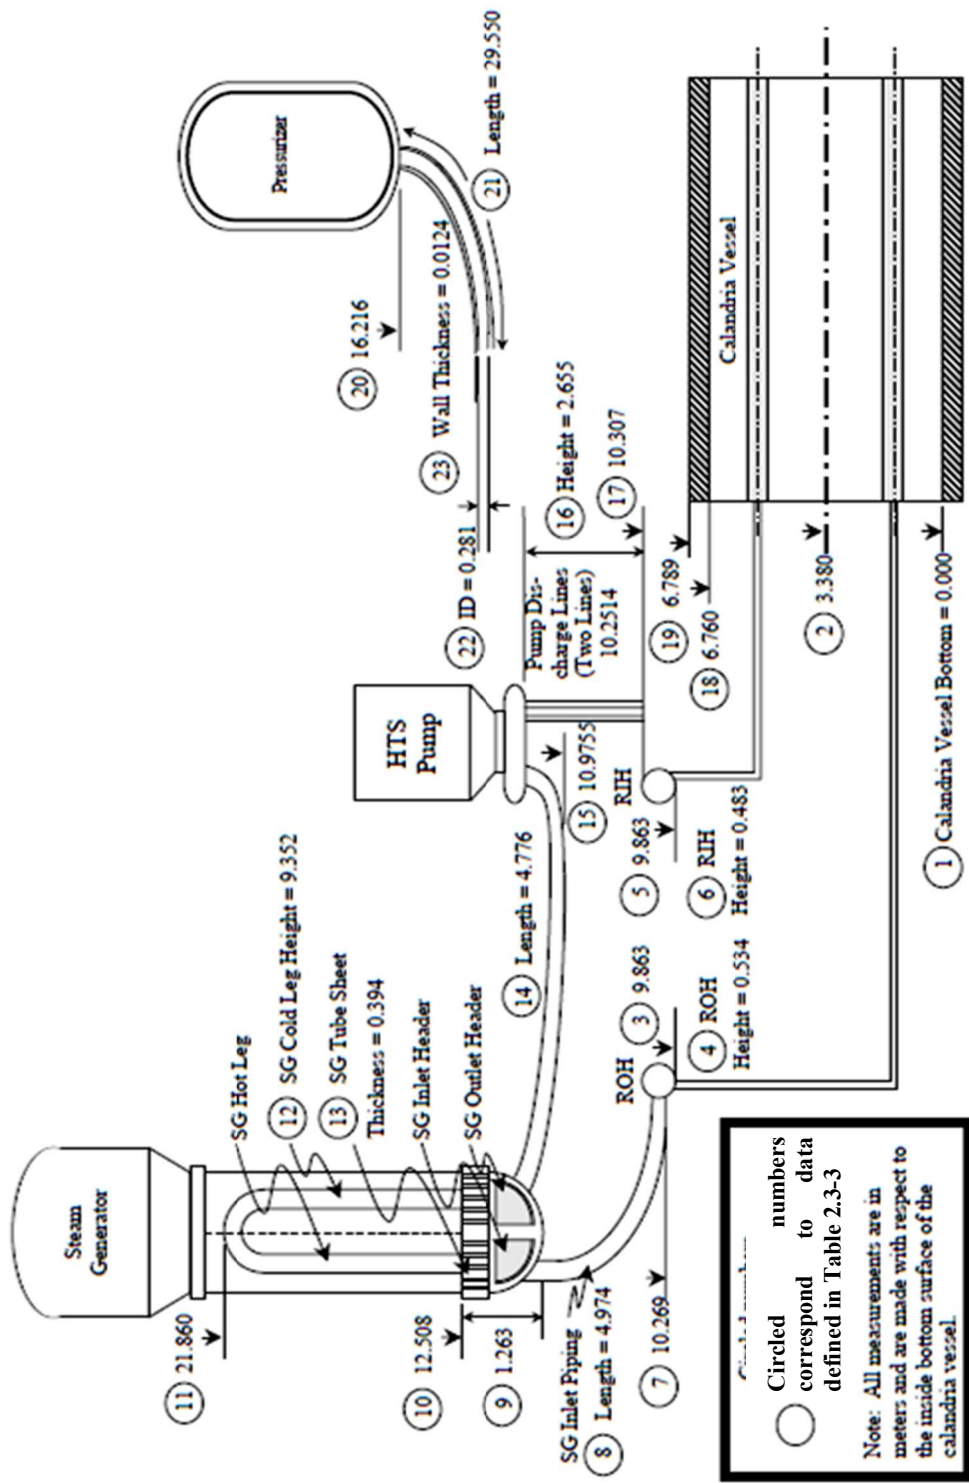 Steam
Generator
11 21.860
SG Hot Leg
12 SG Cold Leg Height = 9.352
13 SG Tube Sheet
Thickness = 0.394
SG Inlet Header
SG Outlet Header
10 12.508
9 1.263
SG Inlet Piping
8 Length = 4.974
7 10.269
14 Length = 4.776
HTS
Pump
15 10.9755
Pump Dis-
charge Lines
(Two Lines)
10.2514
16 Height = 2.655
17 10.307
22 ID = 0.281
23 Wall Thickness = 0.0124
20 16.216
Pressurizer
21 Length = 29.550
ROH
3 9.863
4 ROH
Height = 0.534
RIH
5 9.863
6 RIH
Height = 0.483
19 6.789
18 6.760
2 3.380
1 Calandria Vessel Bottom = 0.000
Calandria Vessel
Circled numbers
correspond to data
defined in Table 2.3-3
Note: All measurements are in
meters and are made with respect to
the inside bottom surface of the
calandria vessel.